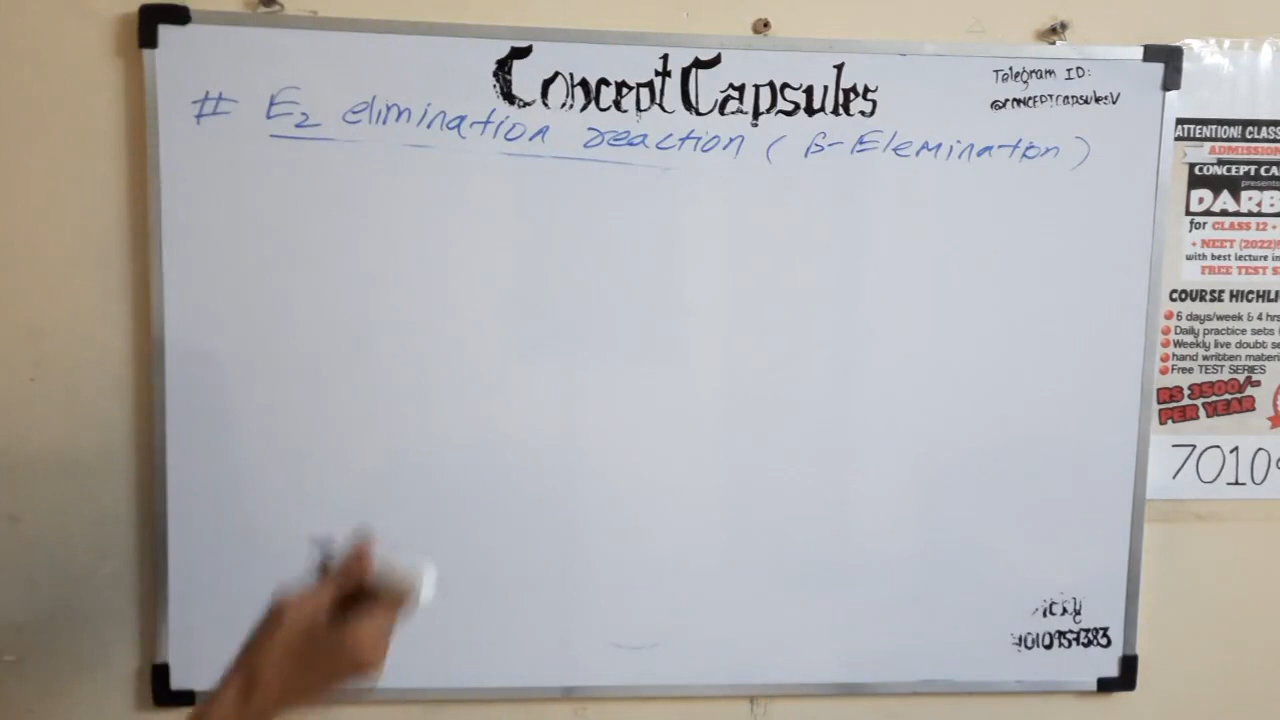 Concept Capsules
Telegram ID:
@CONCEPTCapsulesV
# E2 elimination reaction ( β-Elemination )
ATTENTION! CLASS
ADMISSION
CONCEPT CA
presents
DARB
for CLASS 12 +
+ NEET (2022)
with best lecture in
FREE TEST S
COURSE HIGHLI
6 days/week & 4 hrs
Daily practice sets
Weekly live doubt se
hand written materi
Free TEST SERIES
RS 3500/-
PER YEAR
7010
7010957383